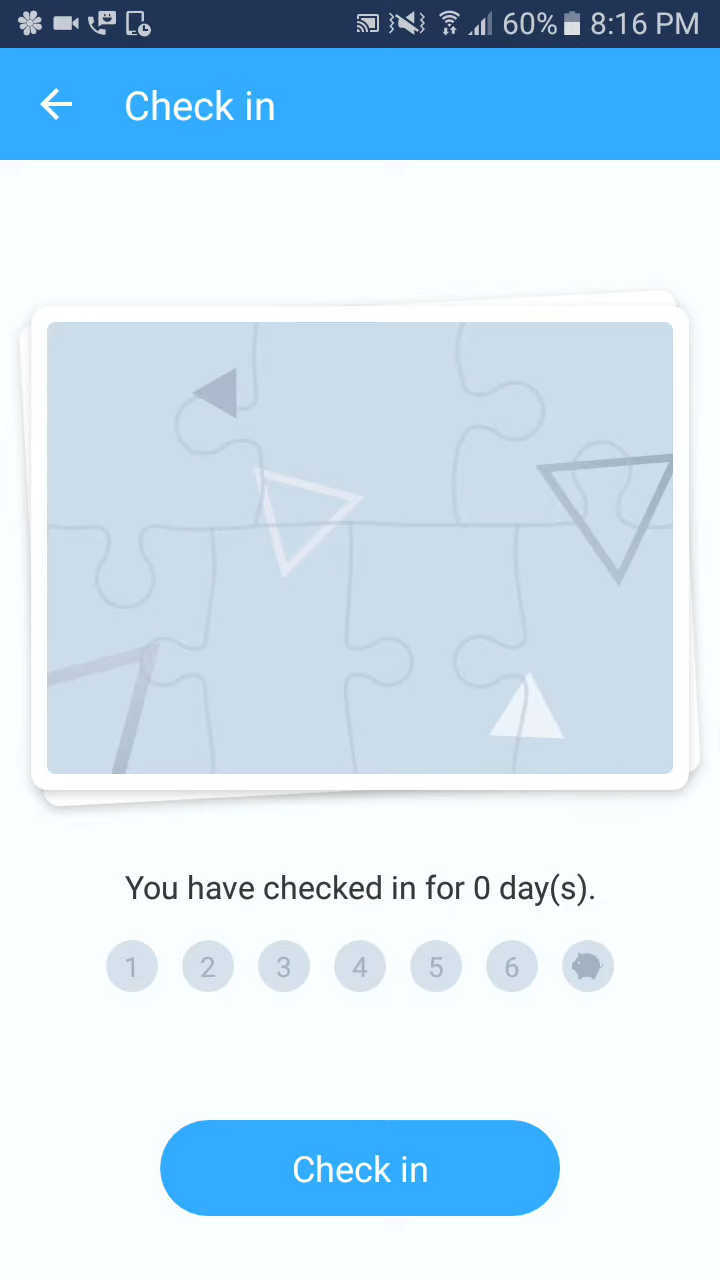 60% 8:16 PM
Check in
You have checked in for 0 day(s).
1 2 3 4 5 6
Check in